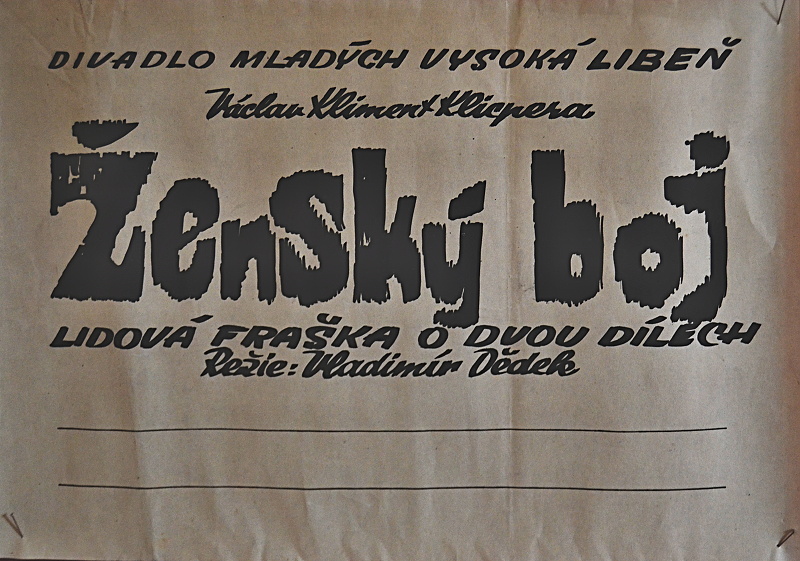 DIVADLO MLADÝCH VYSOKÁ LIBEŇ
Václav Kliment Klicpera
Ženský boj
LIDOVÁ FRAŠKA O DVOU DÍLECH
Režie: Vladimír Dědek